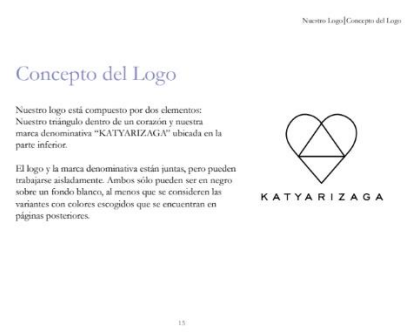 Nuestro Logo|Concepto del Logo
Concepto del Logo
Nuestro logo está compuesto por dos elementos:
Nuestro triángulo dentro de un corazón y nuestra
marca denominativa “KATYARIZAGA” ubicada en la
parte inferior.
El logo y la marca denominativa están juntas, pero pueden
trabajarse aisladamente. Ambos sólo pueden ser en negro
sobre un fondo blanco, al menos que se consideren las
variantes con colores escogidos que se encuentran en
páginas posteriores.
KATYARIZAGA
13